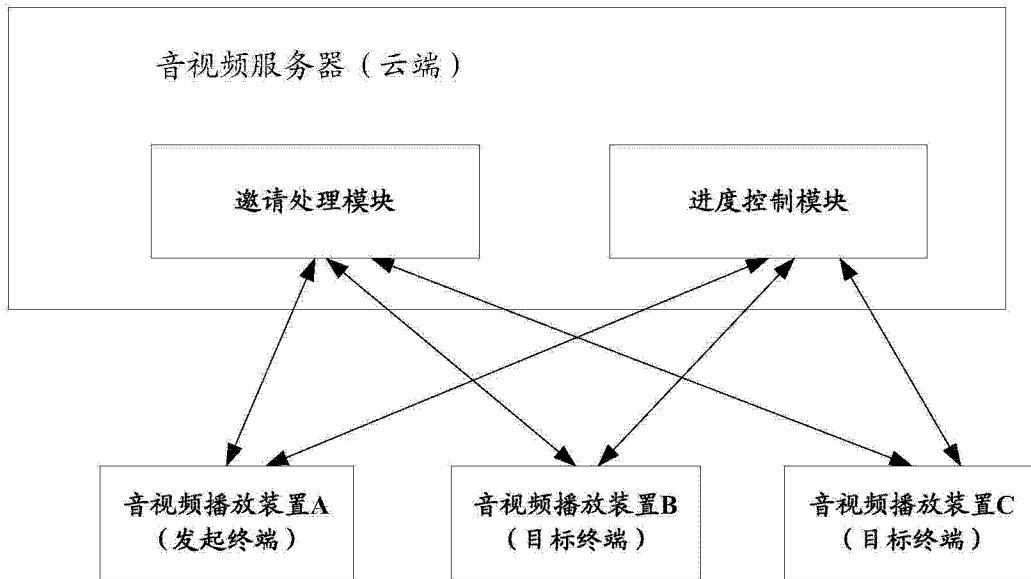 音视频服务器（云端）
邀请处理模块
进度控制模块
音视频播放装置A
（发起终端）
音视频播放装置B
（目标终端）
音视频播放装置C
（目标终端）